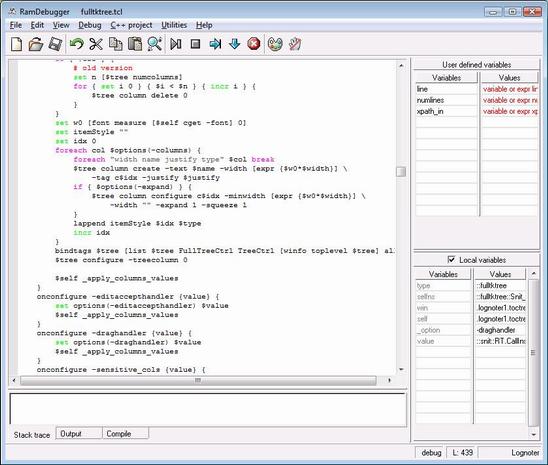 RamDebugger    fulltktree.tcl
File Edit View Debug C++ project Utilities Help
# old version
set n [$tree numcolumns]
for { set i 0 } { $i < $n } { incr i } {
$tree column delete 0
}
}
set w0 [font measure [$self cget -font] 0]
set itemStyle ""
set idx 0
foreach col $options(-columns) {
foreach "width name justify type" $col break
$tree column create -text $name -width [expr {$w0*$width}] \
-tag c$idx -justify $justify
if { $options(-expand) } {
$tree column configure c$idx -minwidth [expr {$w0*$width}] \
-width "" -expand 1 -squeeze 1
}
lappend itemStyle $idx $type
incr idx
}
bindtags $tree [list $tree FullTreeCtrl TreeCtrl [winfo toplevel $tree] al
$tree configure -treecolumn 0
$self _apply_columns_values
}
onconfigure -editaccepthandler {value} {
set options(-editaccepthandler) $value
$self _apply_columns_values
}
onconfigure -draghandler {value} {
set options(-draghandler) $value
$self _apply_columns_values
}
onconfigure -sensitive_cols {value} {
Stack trace Output Compile
User defined variables
Variables Values
line variable or expr lin
numlines variable or expr nu
xpath_in variable or expr xp
Local variables
Variables Values
type ::fulltktree
selfns ::fulltktree::Snit_
win .lognoter1.toctre
self .lognoter1.toctre
_option -draghandler
value ::snit::RT.CallIns
debug L: 439 Lognoter